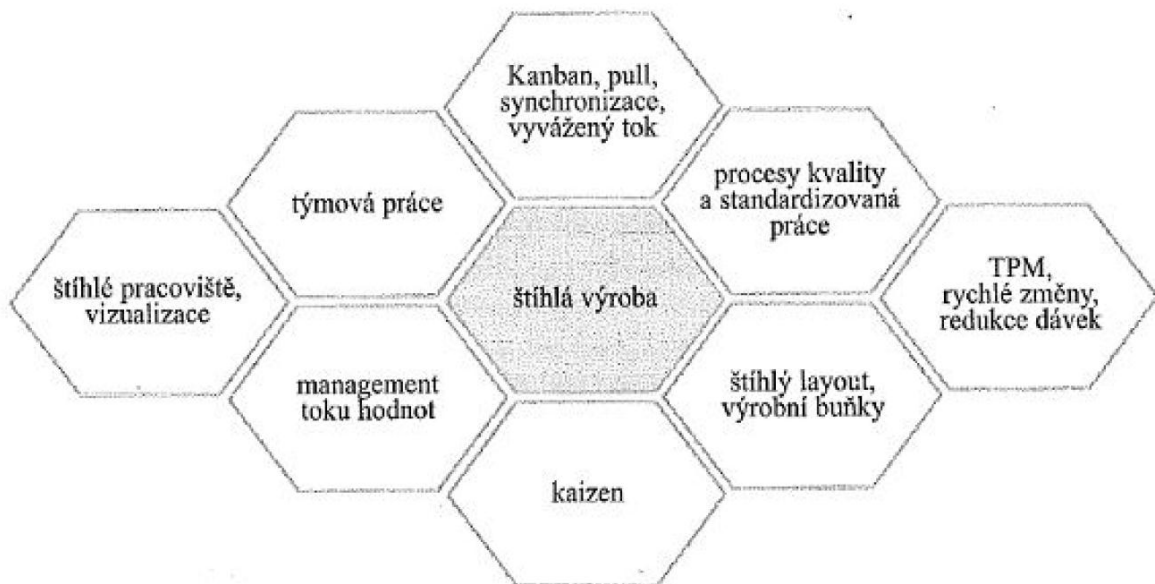 Kanban, pull,
synchronizace,
vyvážený tok
týmová práce
procesy kvality
a standardizovaná
práce
štíhlé pracoviště,
vizualizace
štíhlá výroba
TPM,
rychlé změny,
redukce dávek
management
toku hodnot
štíhlý layout,
výrobní buňky
kaizen